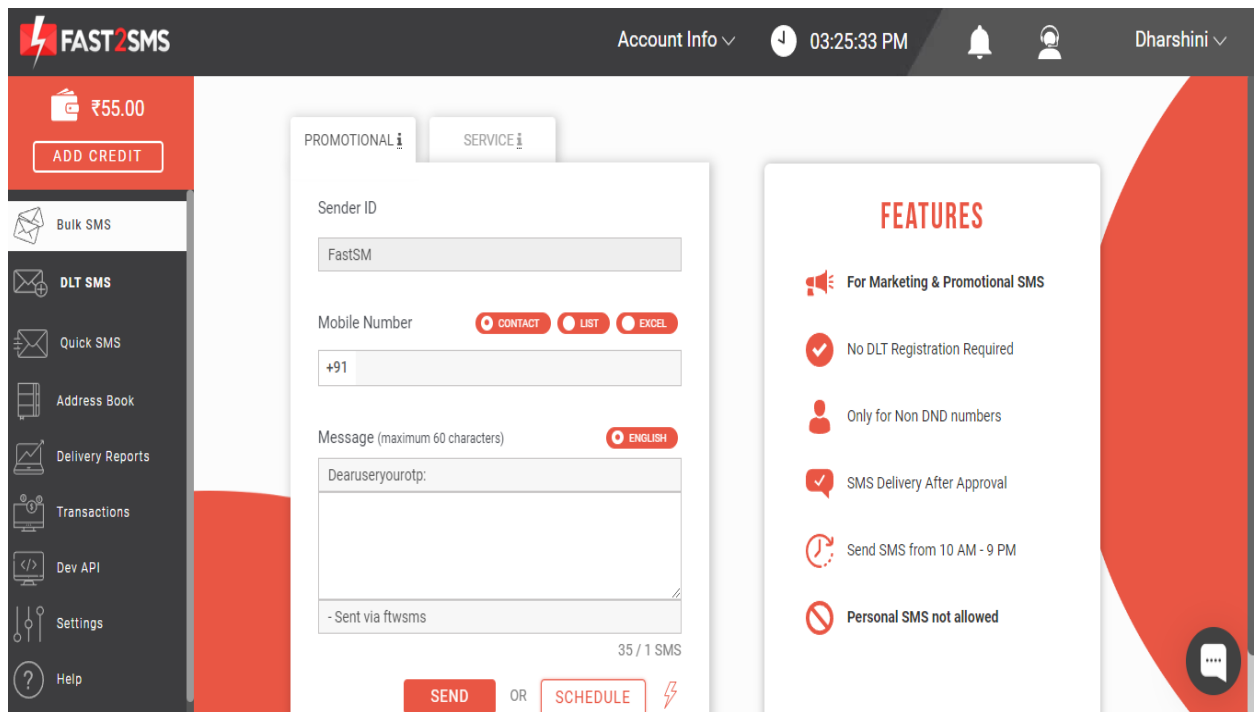 FAST2SMS
Account Info
03:25:33 PM
Dharshini
₹55.00
ADD CREDIT
Bulk SMS
DLT SMS
Quick SMS
Address Book
Delivery Reports
Transactions
Dev API
Settings
Help
PROMOTIONAL i
SERVICE i
Sender ID
FastSM
Mobile Number
CONTACT
LIST
EXCEL
+91
Message (maximum 60 characters)
ENGLISH
Dearuseryourotp:
- Sent via ftwsms
35 / 1 SMS
SEND
OR
SCHEDULE
FEATURES
For Marketing & Promotional SMS
No DLT Registration Required
Only for Non DND numbers
SMS Delivery After Approval
Send SMS from 10 AM - 9 PM
Personal SMS not allowed